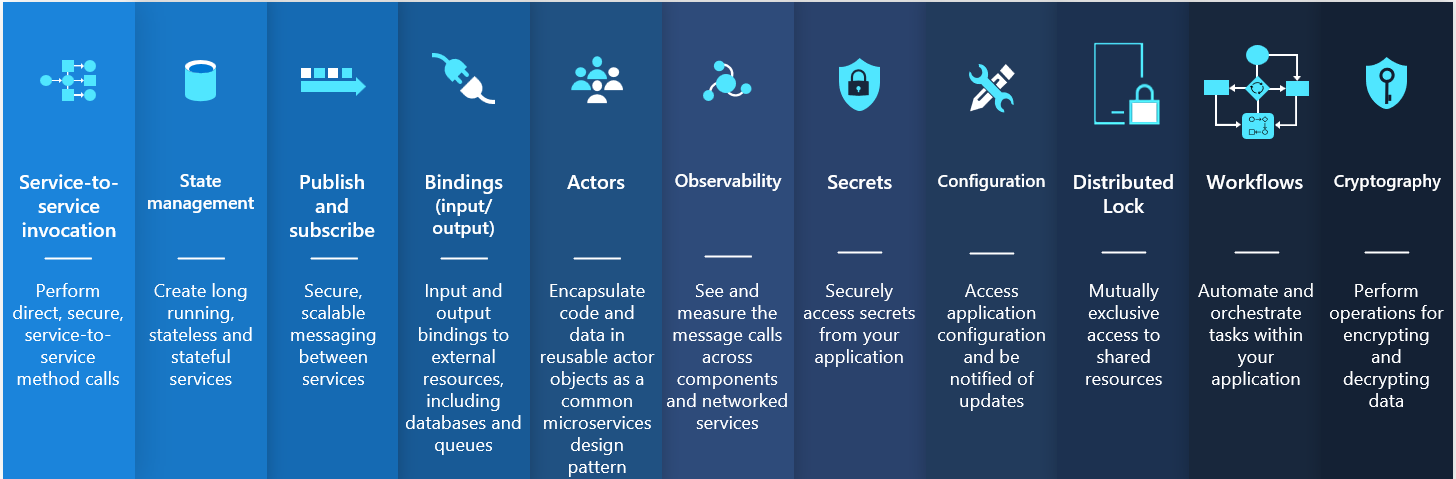 Service-to-
service
invocation
Perform
direct, secure,
service-to-
service
method calls
State
management
Create long
running,
stateless and
stateful
services
Publish
and
subscribe
Secure,
scalable
messaging
between
services
Bindings
(input/
output)
Input and
output
bindings to
external
resources,
including
databases and
queues
Actors
Encapsulate
code and
data in
reusable actor
objects as a
common
microservices
design
pattern
Observability
See and
measure the
message calls
across
components
and networked
services
Secrets
Securely
access secrets
from your
application
Configuration
Access
application
configuration
and be
notified of
updates
Distributed
Lock
Mutually
exclusive
access to
shared
resources
Workflows
Automate and
orchestrate
tasks within
your
application
Cryptography
Perform
operations for
encrypting
and
decrypting
data